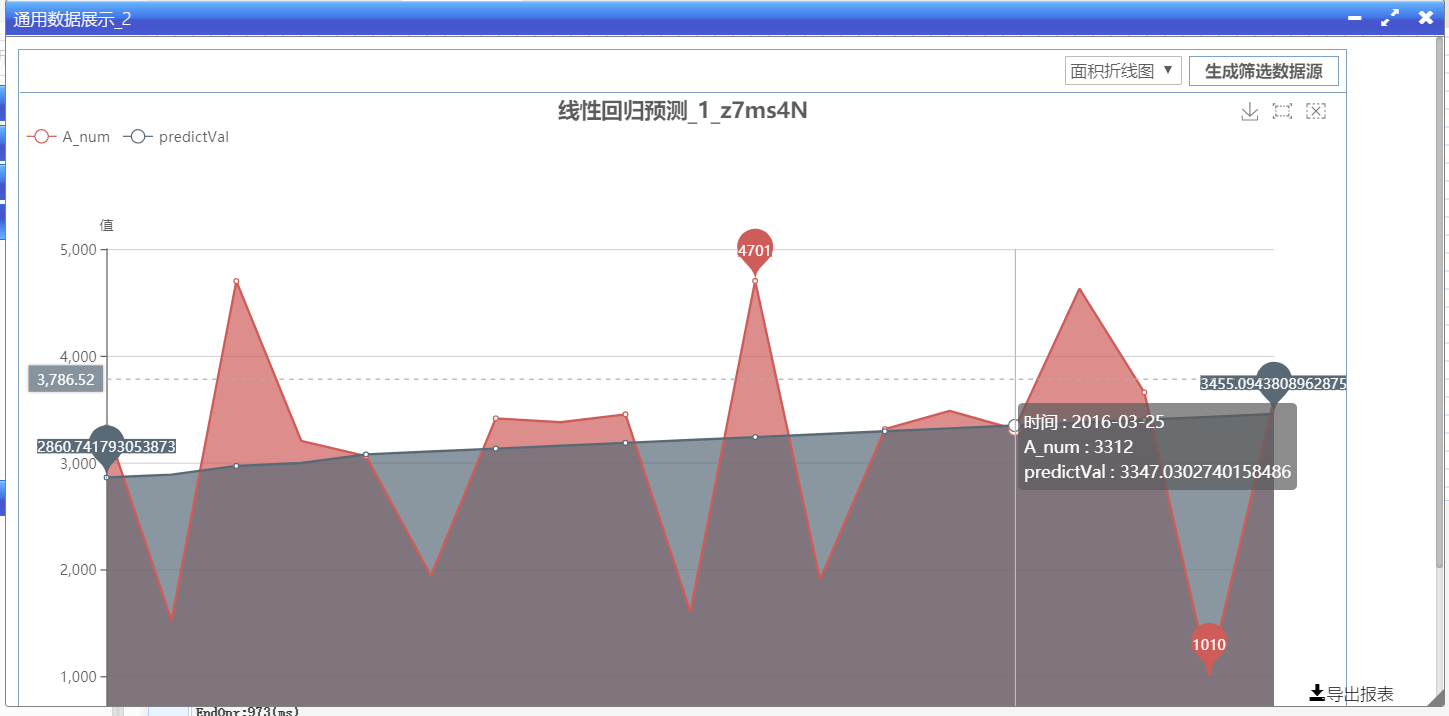 通用数据展示_2
面积折线图 ▼
生成筛选数据源
线性回归预测_1_z7ms4N
A_num
predictVal
值
5,000
4701
4,000
3,786.52
3455.0943808962875
2860.741793053873
3,000
时间 : 2016-03-25
A_num : 3312
predictVal : 3347.0302740158486
2,000
1010
1,000
导出报表
EndOpr:973(ms)